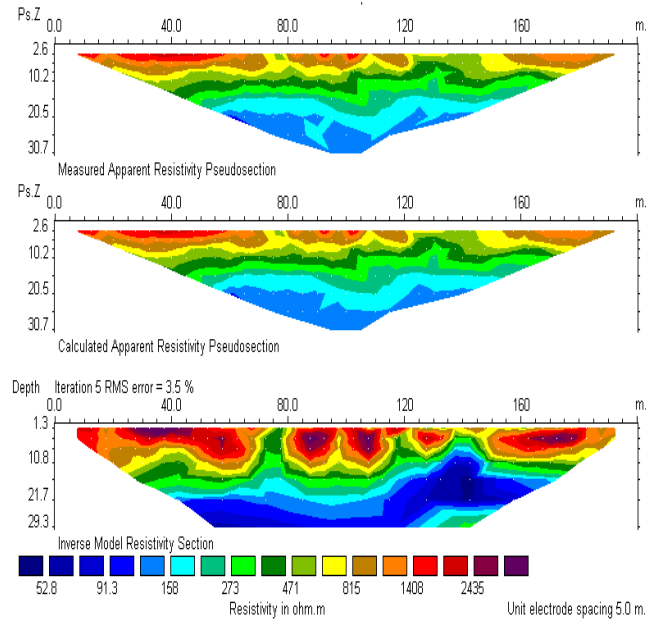 Ps.Z 0.0 40.0 80.0 120 160 m.
2.6
10.2
20.5
30.7
Measured Apparent Resistivity Pseudosection
Ps.Z 0.0 40.0 80.0 120 160 m.
2.6
10.2
20.5
30.7
Calculated Apparent Resistivity Pseudosection
Depth Iteration 5 RMS error = 3.5 %
0.0 40.0 80.0 120 160 m.
1.3
10.8
21.7
29.3
Inverse Model Resistivity Section
52.8 91.3 158 273 471 815 1408 2435
Resistivity in ohm.m Unit electrode spacing 5.0 m.